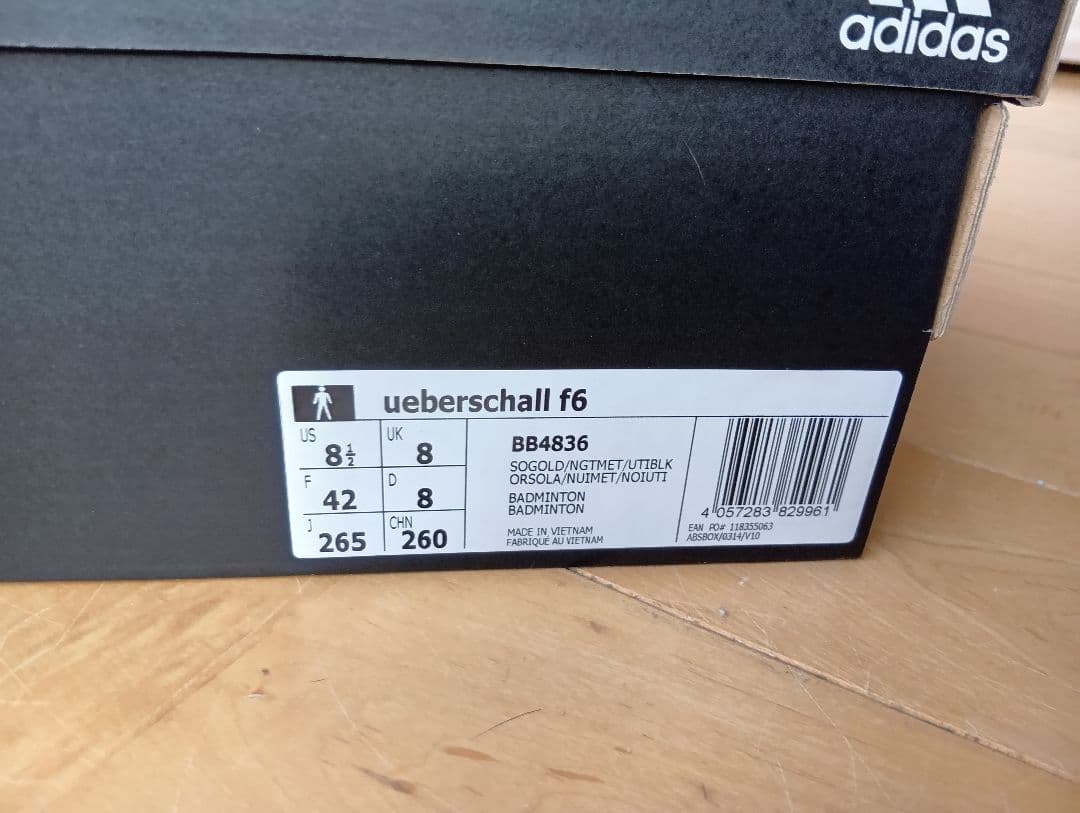 adidas
ueberschall f6
US 8½ UK 8
F 42 D 8
J 265 CHN 260
BB4836
SOGOLD/NGTMET/UTIBLK
ORSOLA/NUIMET/NOIUTI
BADMINTON
BADMINTON
MADE IN VIETNAM
FABRIQUÉ AU VIETNAM
4 057283 829961
EAN PO# 118355063
ABSBOX/0314/V10